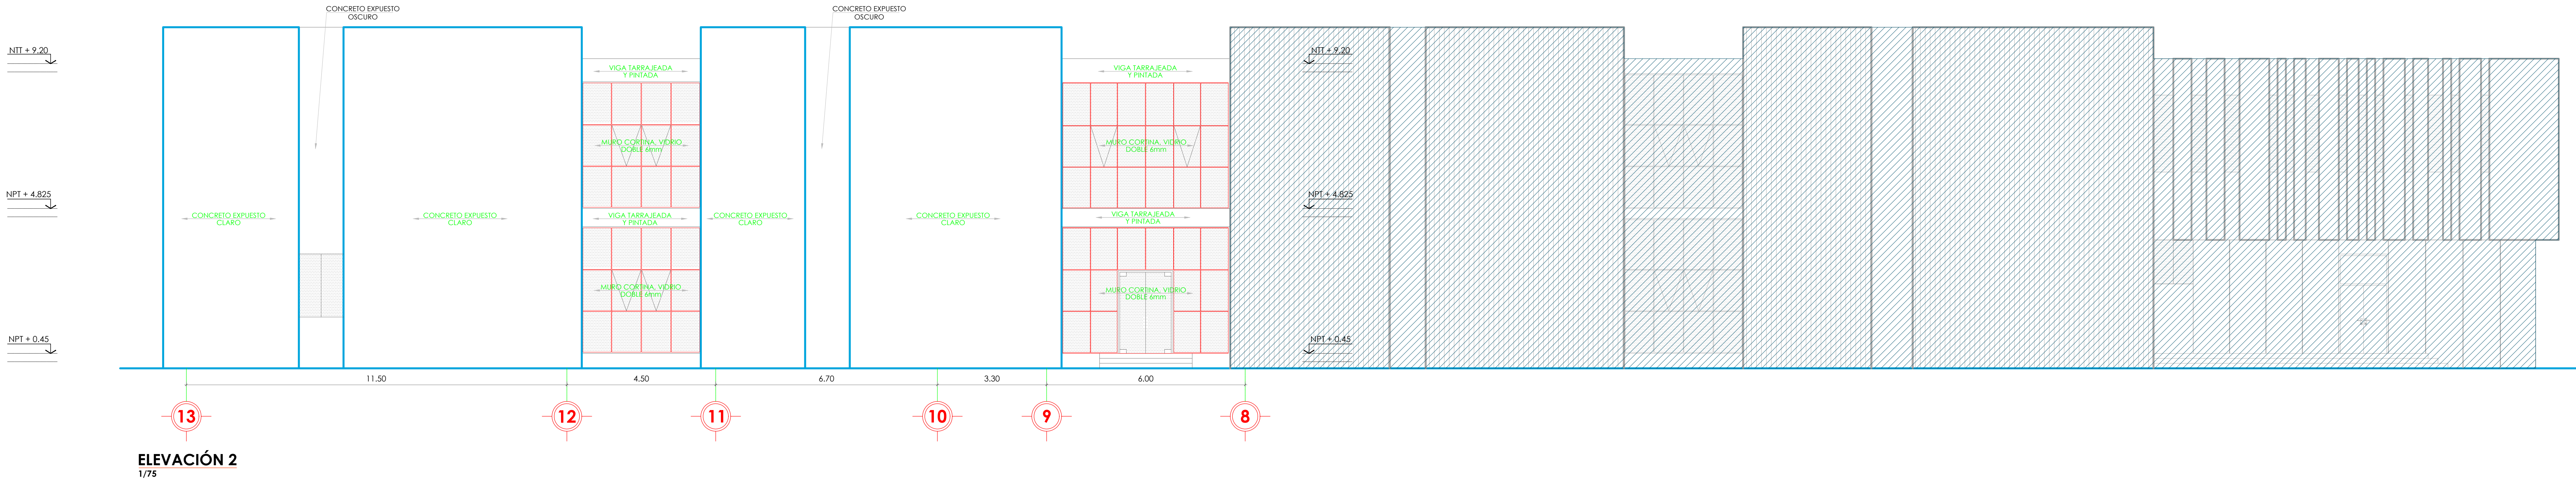 CONCRETO EXPUESTO
OSCURO
CONCRETO EXPUESTO
OSCURO
NTT + 9.20
NTT + 9.20
VIGA TARRAJEADA
Y PINTADA
VIGA TARRAJEADA
Y PINTADA
MURO CORTINA, VIDRIO
DOBLE 6mm
MURO CORTINA, VIDRIO
DOBLE 6mm
NPT + 4.825
NPT + 4.825
CONCRETO EXPUESTO
CLARO
CONCRETO EXPUESTO
CLARO
VIGA TARRAJEADA
Y PINTADA
CONCRETO EXPUESTO
CLARO
CONCRETO EXPUESTO
CLARO
VIGA TARRAJEADA
Y PINTADA
MURO CORTINA, VIDRIO
DOBLE 6mm
MURO CORTINA, VIDRIO
DOBLE 6mm
NPT + 0.45
NPT + 0.45
11.50
4.50
6.70
3.30
6.00
13
12
11
10
9
8
ELEVACIÓN 2
1/75